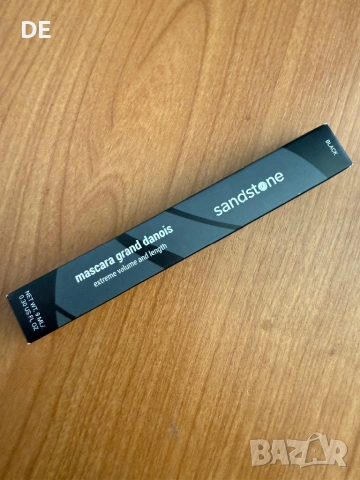 DE
BLACK
sandstone
mascara grand danois
extreme volume and length
NET WT. 9 ML/
0.30 US FL OZ
BAZAR